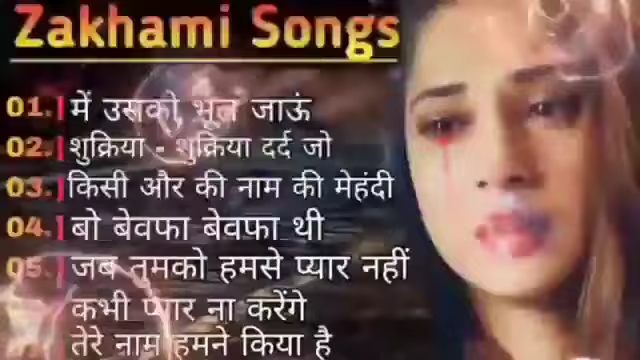 Zakhami Songs
01. में उसको भूल जाऊं
02. शुक्रिया - शुक्रिया दर्द जो
03. किसी और की नाम की मेहंदी
04. बो बेवफा बेवफा थी
05. जब तुमको हमसे प्यार नहीं
कभी प्यार ना करेंगे
तेरे नाम हमने किया है